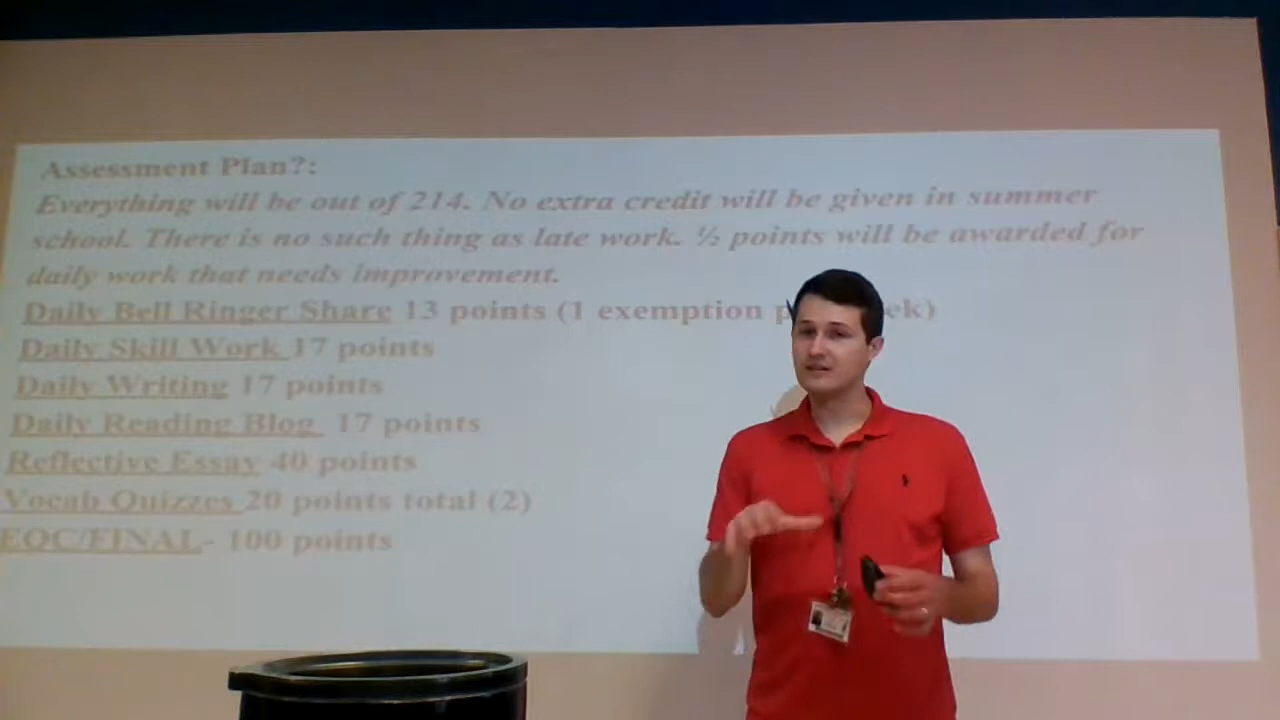 Assessment Plan?:
Everything will be out of 214. No extra credit will be given in summer
school. There is no such thing as late work. ½ points will be awarded for
daily work that needs improvement.
Daily Bell Ringer Share 13 points (1 exemption p ek)
Daily Skill Work 17 points
Daily Writing 17 points
Daily Reading Blog 17 points
Reflective Essay 40 points
Vocab Quizzes 20 points total (2)
EOC/FINAL- 100 points